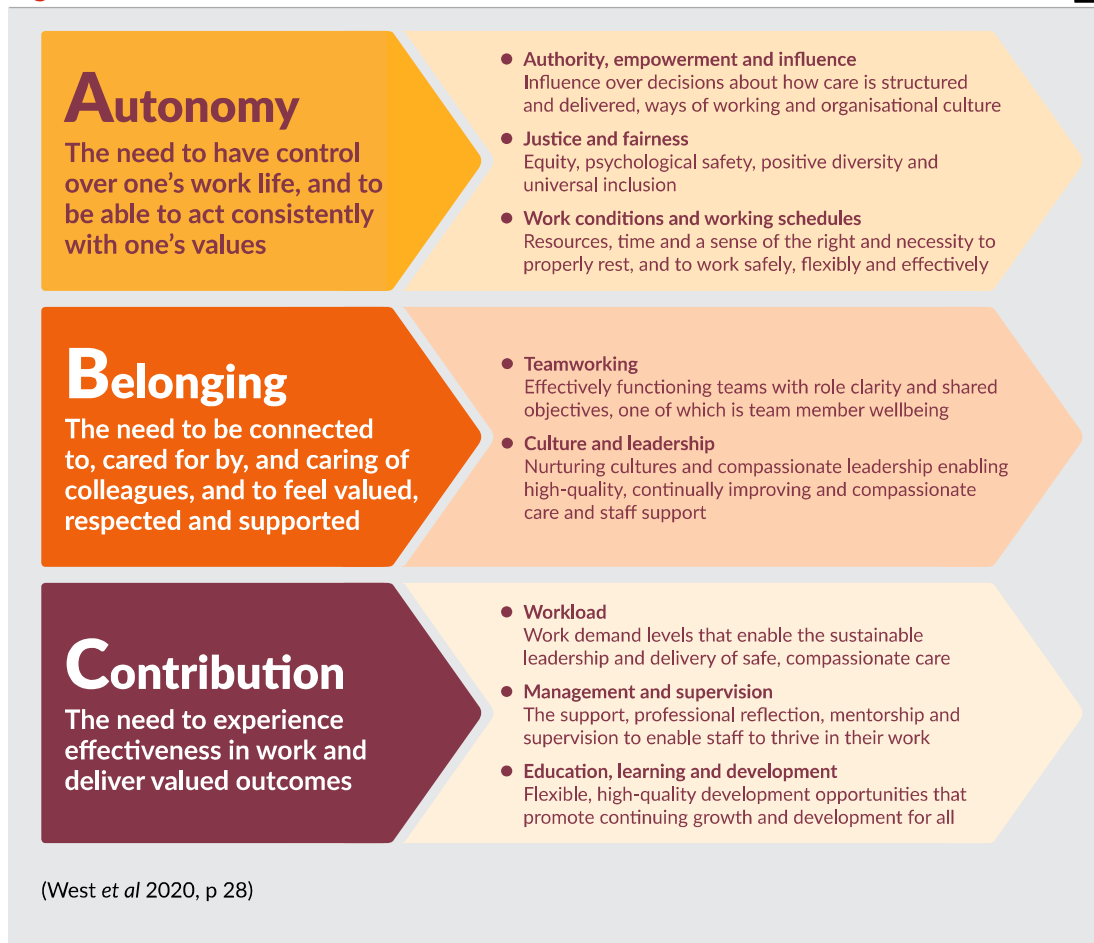 Autonomy
The need to have control
over one's work life, and to
be able to act consistently
with one's values
● Authority, empowerment and influence
Influence over decisions about how care is structured
and delivered, ways of working and organisational culture
● Justice and fairness
Equity, psychological safety, positive diversity and
universal inclusion
● Work conditions and working schedules
Resources, time and a sense of the right and necessity to
properly rest, and to work safely, flexibly and effectively
Belonging
The need to be connected
to, cared for by, and caring of
colleagues, and to feel valued,
respected and supported
● Teamworking
Effectively functioning teams with role clarity and shared
objectives, one of which is team member wellbeing
● Culture and leadership
Nurturing cultures and compassionate leadership enabling
high-quality, continually improving and compassionate
care and staff support
Contribution
The need to experience
effectiveness in work and
deliver valued outcomes
● Workload
Work demand levels that enable the sustainable
leadership and delivery of safe, compassionate care
● Management and supervision
The support, professional reflection, mentorship and
supervision to enable staff to thrive in their work
● Education, learning and development
Flexible, high-quality development opportunities that
promote continuing growth and development for all
(West et al 2020, p 28)